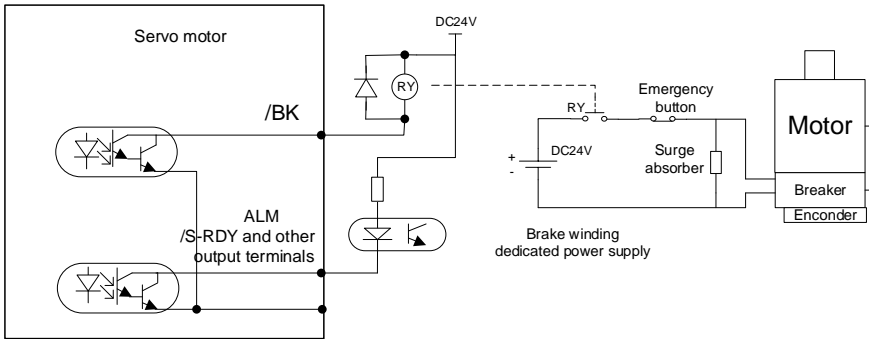 Servo motor
DC24V
RY
/BK
ALM
/S-RDY and other
output terminals
RY
Emergency
button
+
-
DC24V
Surge
absorber
Brake winding
dedicated power supply
Motor
Breaker
Enconder